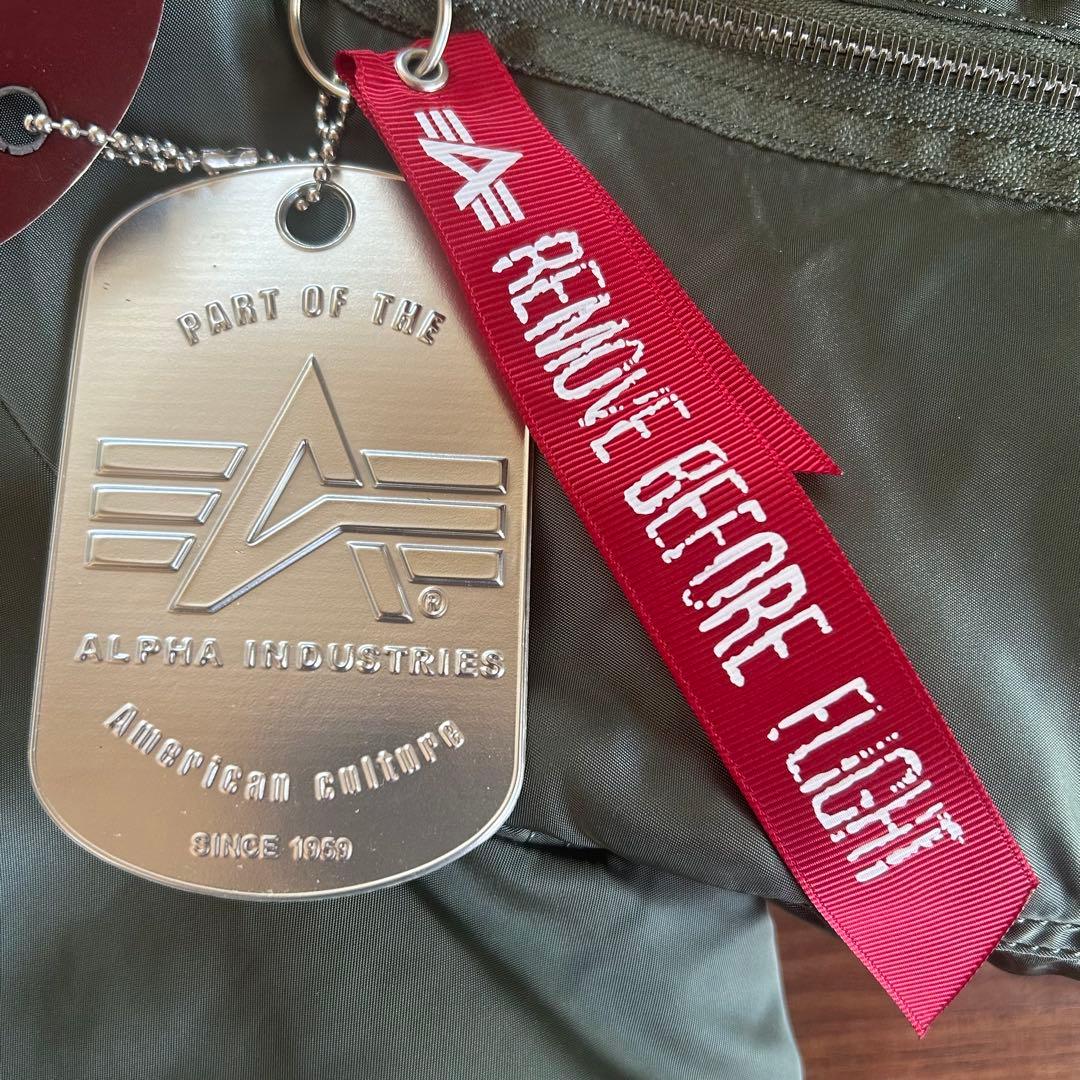 PART OF THE
®
ALPHA INDUSTRIES
American culture
SINCE 1959
REMOVE BEFORE FLIGHT